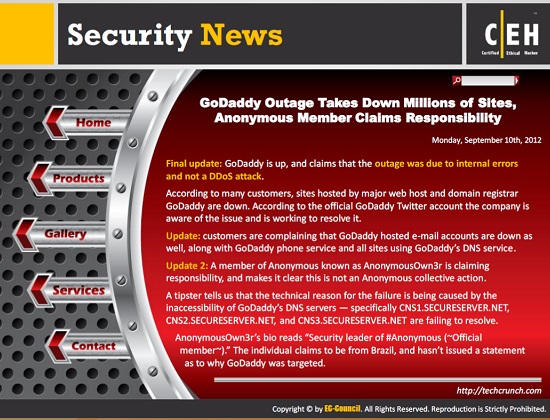 Security News
C|EH
Certified Ethical Hacker
Home
Products
Gallery
Services
Contact
GoDaddy Outage Takes Down Millions of Sites,
Anonymous Member Claims Responsibility
Monday, September 10th, 2012
Final update: GoDaddy is up, and claims that the outage was due to internal errors
and not a DDoS attack.
According to many customers, sites hosted by major web host and domain registrar
GoDaddy are down. According to the official GoDaddy Twitter account the company is
aware of the issue and is working to resolve it.
Update: customers are complaining that GoDaddy hosted e-mail accounts are down as
well, along with GoDaddy phone service and all sites using GoDaddy's DNS service.
Update 2: A member of Anonymous known as AnonymousOwn3r is claiming
responsibility, and makes it clear this is not an Anonymous collective action.
A tipster tells us that the technical reason for the failure is being caused by the
inaccessibility of GoDaddy's DNS servers — specifically CNS1.SECURESERVER.NET,
CNS2.SECURESERVER.NET, and CNS3.SECURESERVER.NET are failing to resolve.
AnonymousOwn3r's bio reads "Security leader of #Anonymous (~Official
member~)." The individual claims to be from Brazil, and hasn't issued a statement
as to why GoDaddy was targeted.
http://techcrunch.com
Copyright © by EG-Council. All Rights Reserved. Reproduction is Strictly Prohibited.